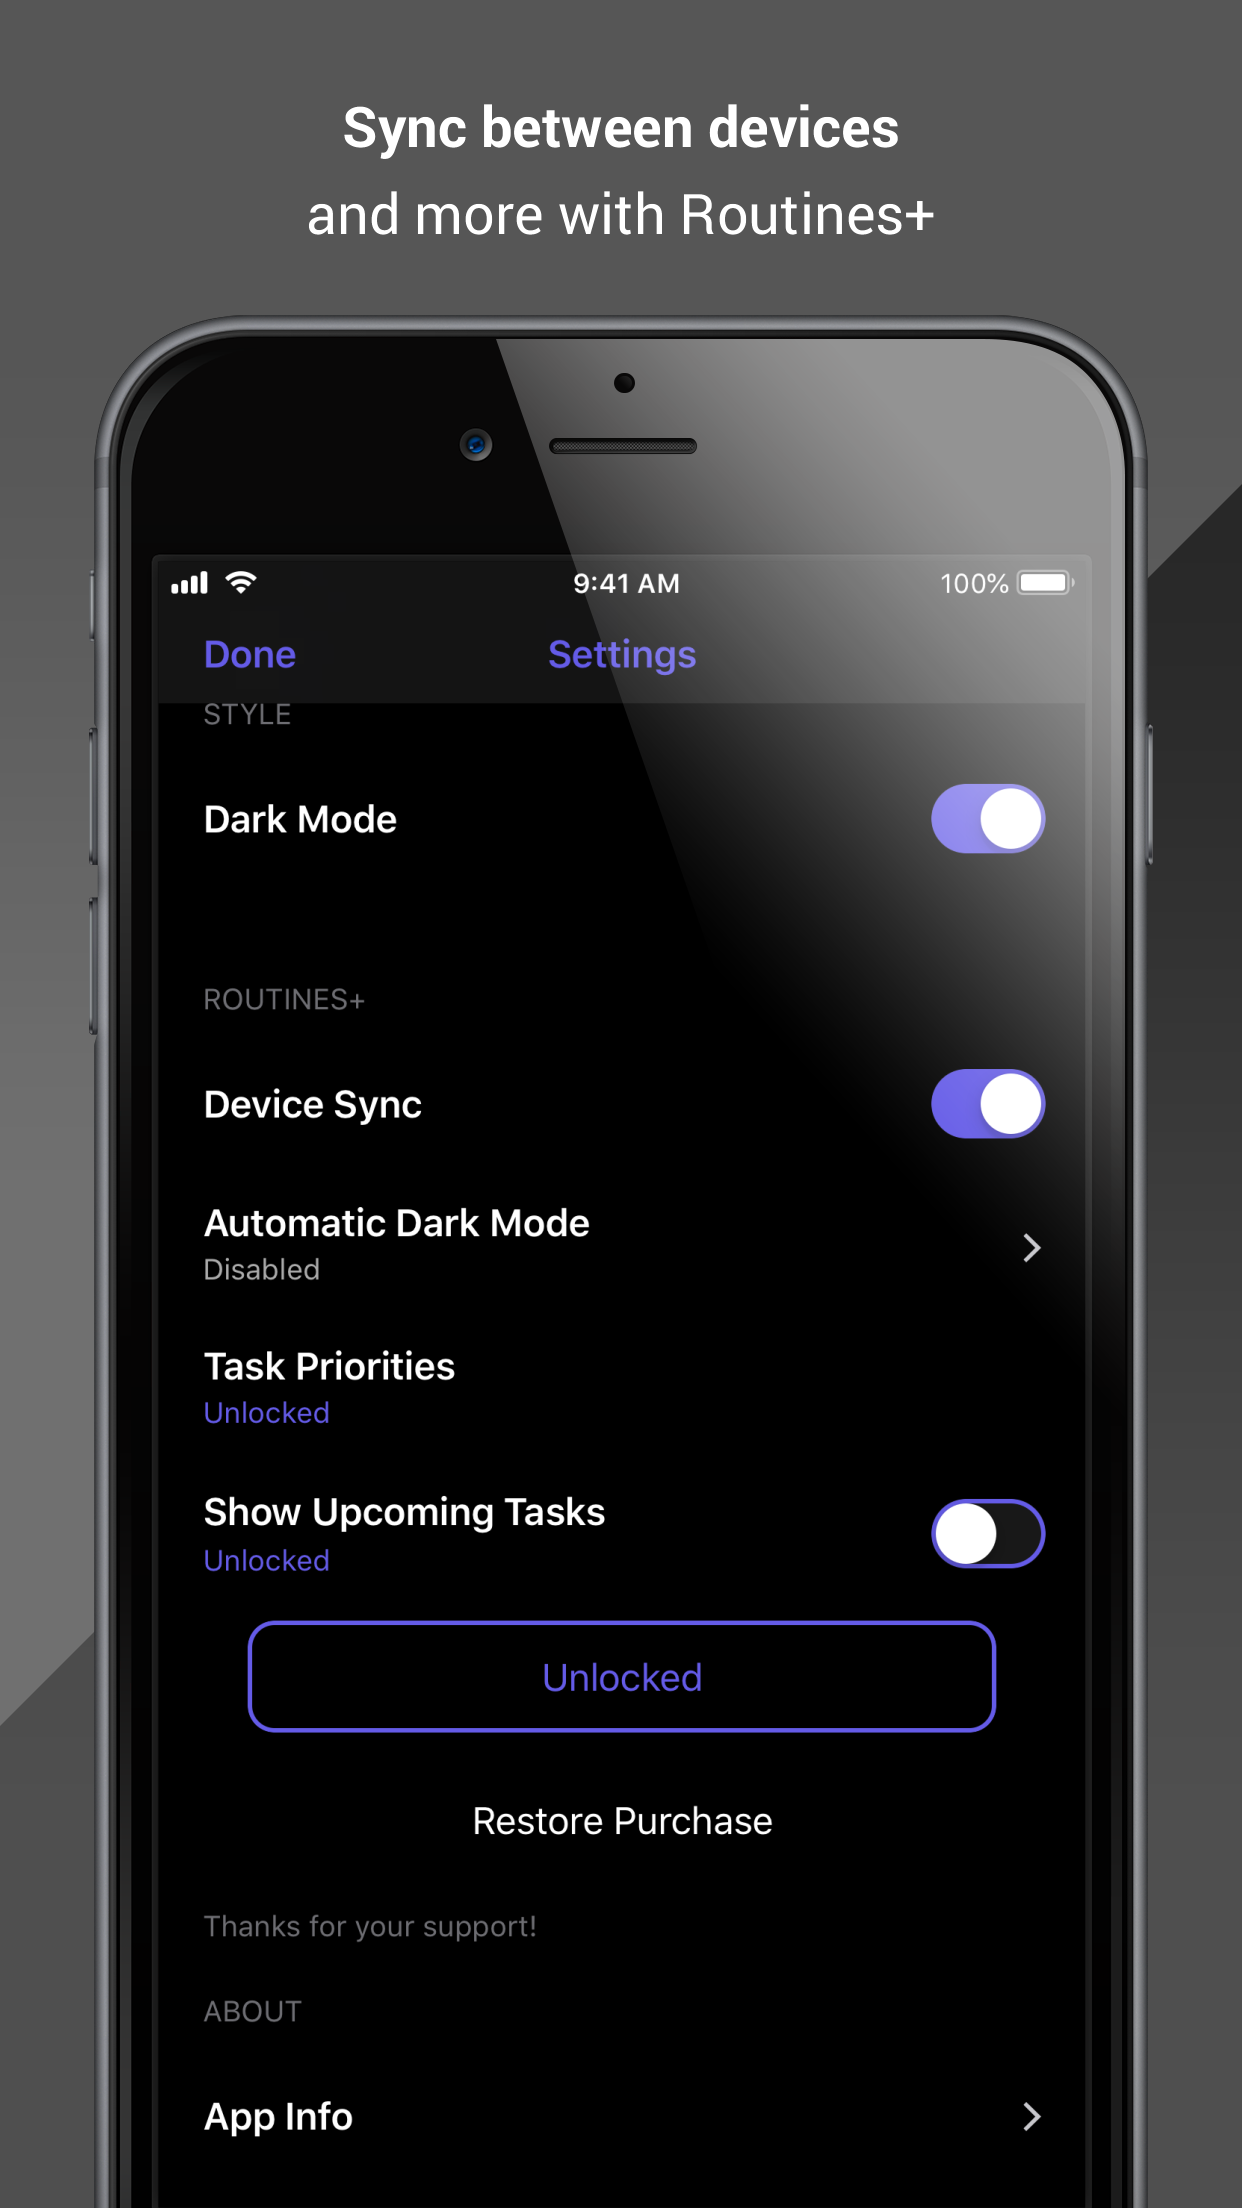 Sync between devices
and more with Routines+
9:41 AM
100%
Done
Settings
STYLE
Dark Mode
ROUTINES+
Device Sync
Automatic Dark Mode
Disabled
Task Priorities
Unlocked
Show Upcoming Tasks
Unlocked
Unlocked
Restore Purchase
Thanks for your support!
ABOUT
App Info